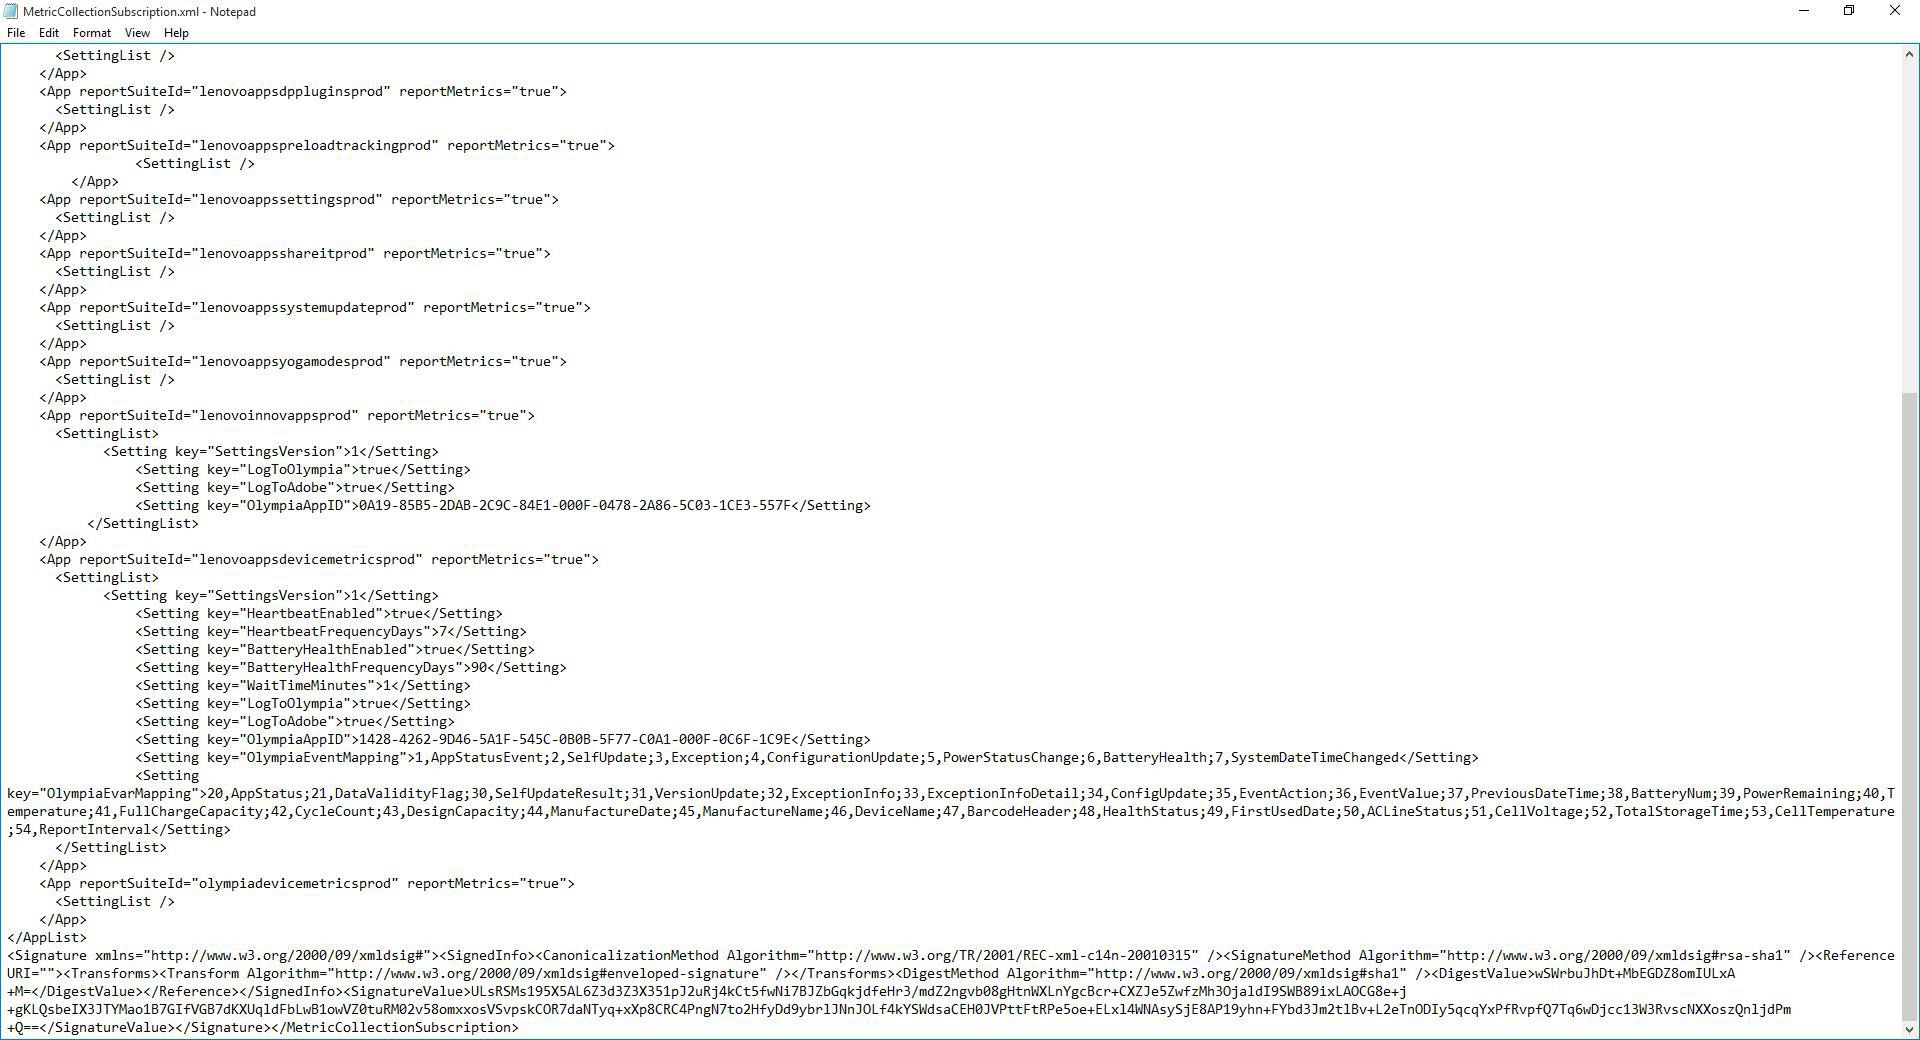 MetricCollectionSubscription.xml - Notepad
File Edit Format View Help
<SettingList />
</App>
<App reportSuiteId="lenovoappsdppluginsprod" reportMetrics="true">
<SettingList />
</App>
<App reportSuiteId="lenovoappspreloadtrackingprod" reportMetrics="true">
<SettingList />
</App>
<App reportSuiteId="lenovoappssettingsprod" reportMetrics="true">
<SettingList />
</App>
<App reportSuiteId="lenovoappsshareitprod" reportMetrics="true">
<SettingList />
</App>
<App reportSuiteId="lenovoappssystemupdateprod" reportMetrics="true">
<SettingList />
</App>
<App reportSuiteId="lenovoappsyogamodesprod" reportMetrics="true">
<SettingList />
</App>
<App reportSuiteId="lenovoinnovappsprod" reportMetrics="true">
<SettingList>
<Setting key="SettingsVersion">1</Setting>
<Setting key="LogToOlympia">true</Setting>
<Setting key="LogToAdobe">true</Setting>
<Setting key="OlympiaAppID">0A19-85B5-2DAB-2C9C-84E1-000F-0478-2A86-5C03-1CE3-557F</Setting>
</SettingList>
</App>
<App reportSuiteId="lenovoappsdevicemetricsprod" reportMetrics="true">
<SettingList>
<Setting key="SettingsVersion">1</Setting>
<Setting key="HeartbeatEnabled">true</Setting>
<Setting key="HeartbeatFrequencyDays">7</Setting>
<Setting key="BatteryHealthEnabled">true</Setting>
<Setting key="BatteryHealthFrequencyDays">90</Setting>
<Setting key="WaitTimeMinutes">1</Setting>
<Setting key="LogToOlympia">true</Setting>
<Setting key="LogToAdobe">true</Setting>
<Setting key="OlympiaAppID">1428-4262-9D46-5A1F-545C-0B0B-5F77-C0A1-000F-0C6F-1C9E</Setting>
<Setting key="OlympiaEventMapping">1,AppStatusEvent;2,SelfUpdate;3,Exception;4,ConfigurationUpdate;5,PowerStatusChange;6,BatteryHealth;7,SystemDateTimeChanged</Setting>
<Setting
key="OlympiaEvarMapping">20,AppStatus;21,DataValidityFlag;30,SelfUpdateResult;31,VersionUpdate;32,ExceptionInfo;33,ExceptionInfoDetail;34,ConfigUpdate;35,EventAction;36,EventValue;37,PreviousDateTime;38,BatteryNum;39,PowerRemaining;40,T
emperature;41,FullChargeCapacity;42,CycleCount;43,DesignCapacity;44,ManufactureDate;45,ManufactureName;46,DeviceName;47,BarcodeHeader;48,HealthStatus;49,FirstUsedDate;50,ACLineStatus;51,CellVoltage;52,TotalStorageTime;53,CellTemperature
;54,ReportInterval</Setting>
</SettingList>
</App>
<App reportSuiteId="olympiadevicemetricsprod" reportMetrics="true">
<SettingList />
</App>
</AppList>
<Signature xmlns="http://www.w3.org/2000/09/xmldsig#"><SignedInfo><CanonicalizationMethod Algorithm="http://www.w3.org/TR/2001/REC-xml-c14n-20010315" /><SignatureMethod Algorithm="http://www.w3.org/2000/09/xmldsig#rsa-sha1" /><Reference
URI=""><Transforms><Transform Algorithm="http://www.w3.org/2000/09/xmldsig#enveloped-signature" /></Transforms><DigestMethod Algorithm="http://www.w3.org/2000/09/xmldsig#sha1" /><DigestValue>wSWrbuJhDt+MbEGDZ8omIULxA
+M=</DigestValue></Reference></SignedInfo><SignatureValue>ULsRSMs195X5AL6Z3d3Z3X351pJ2uRj4kCt5fwNi7BJZbGqkjdfeHr3/mdZ2ngvb08gHtnWXLnYgcBcr+CXZJe5ZwfzMh3OjaldI9SWB89ixLAOCG8e+j
+gKLQsbeIX3JTYMao1B7GIfVGB7dKXUqldFbLwB1owVZ0tuRM02v58omxxosVSvpskCOR7daNTyq+xXp8CRC4PngN7to2HfyDd9ybrlJNnJOLf4kYSWdsaCEH0JVPttFtRPe5oe+ELxl4WNAsySjE8AP19yhn+FYbd3Jm2tlBv+L2eTnODIy5qcqYxPfRvpfQ7Tq6wDjcc13W3RvscNXXoszQnljdPm
+Q==</SignatureValue></Signature></MetricCollectionSubscription>